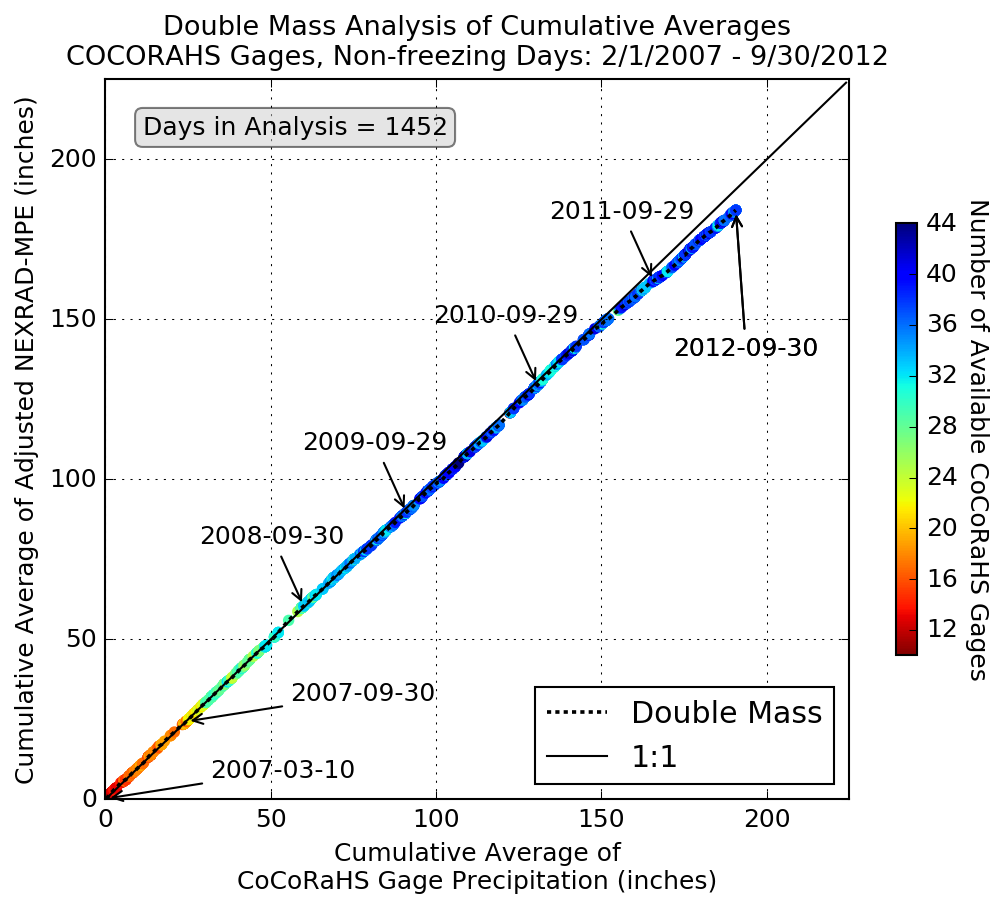 Double Mass Analysis of Cumulative Averages
COCORAHS Gages, Non-freezing Days: 2/1/2007 - 9/30/2012
Days in Analysis = 1452
Cumulative Average of Adjusted NEXRAD-MPE (inches)
200
150
100
50
0
2011-09-29
2010-09-29
2012-09-30
2009-09-29
2008-09-30
2007-09-30
2007-03-10
Double Mass
1:1
0 50 100 150 200
Cumulative Average of
CoCoRaHS Gage Precipitation (inches)
44
40
36
32
28
24
20
16
12
Number of Available CoCoRaHS Gages